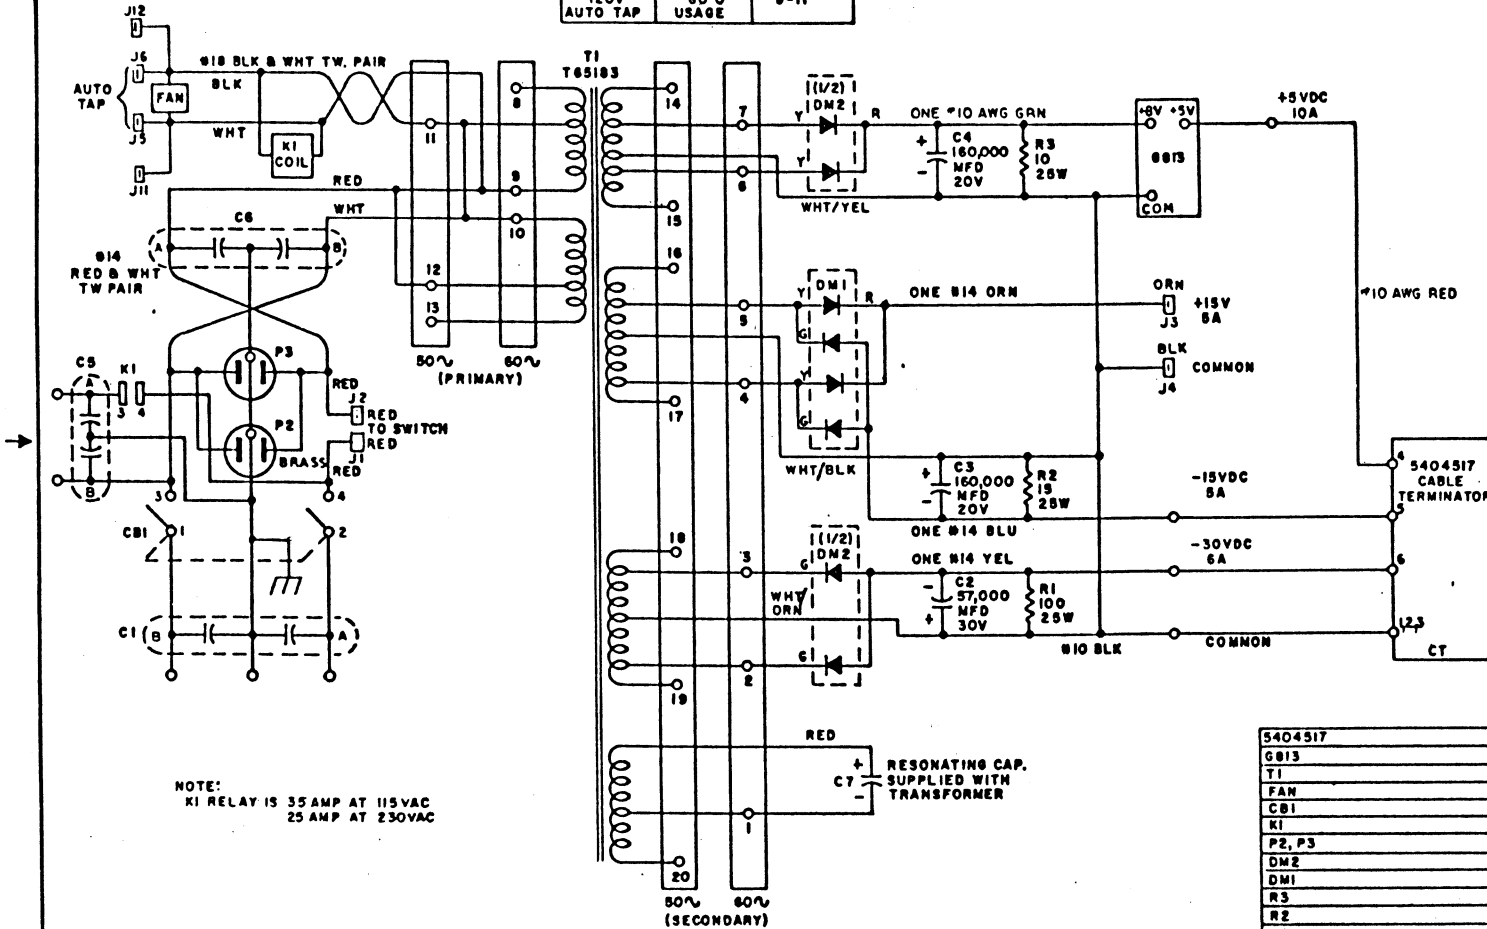 AUTO TAP
USAGE
J12
J6
#18 BLK & WHT TW. PAIR
BLK
AUTO
TAP
FAN
J5
WHT
K1
COIL
J11
RED
WHT
C6
A
B
#14
RED & WHT
TW PAIR
C5
A
K1
3 4
B
P3
RED
J2
RED
TO SWITCH
RED
J1
P2
BRASS
RED
3
4
CB1
1
2
C1
B
A
NOTE:
K1 RELAY IS 35 AMP AT 115VAC
25 AMP AT 230VAC
11
12
13
50~
60~
(PRIMARY)
8
9
10
T1
T65183
14
15
16
17
18
19
20
50~
60~
(SECONDARY)
7
6
5
4
3
2
1
(1/2)
DM2
Y
R
Y
WHT/YEL
ONE #10 AWG GRN
+
C4
160,000
MFD
20V
-
R3
10
25W
+8V +5V
G813
COM
+5VDC
10A
#10 AWG RED
DM1
Y
R
G
Y
G
ONE #14 ORN
ORN
+15V
5A
J3
BLK
COMMON
J4
WHT/BLK
+
C3
160,000
MFD
20V
-
R2
15
25W
ONE #14 BLU
-15VDC
5A
(1/2)
DM2
G
G
WHT/
ORN
ONE #14 YEL
-
C2
57,000
MFD
30V
+
R1
100
25W
-30VDC
6A
#10 BLK
COMMON
4
5404517
CABLE
TERMINATOR
5
6
1,2,3
CT
RED
+
C7
-
RESONATING CAP.
SUPPLIED WITH
TRANSFORMER
5404517
G813
T1
FAN
CB1
K1
P2, P3
DM2
DM1
R3
R2